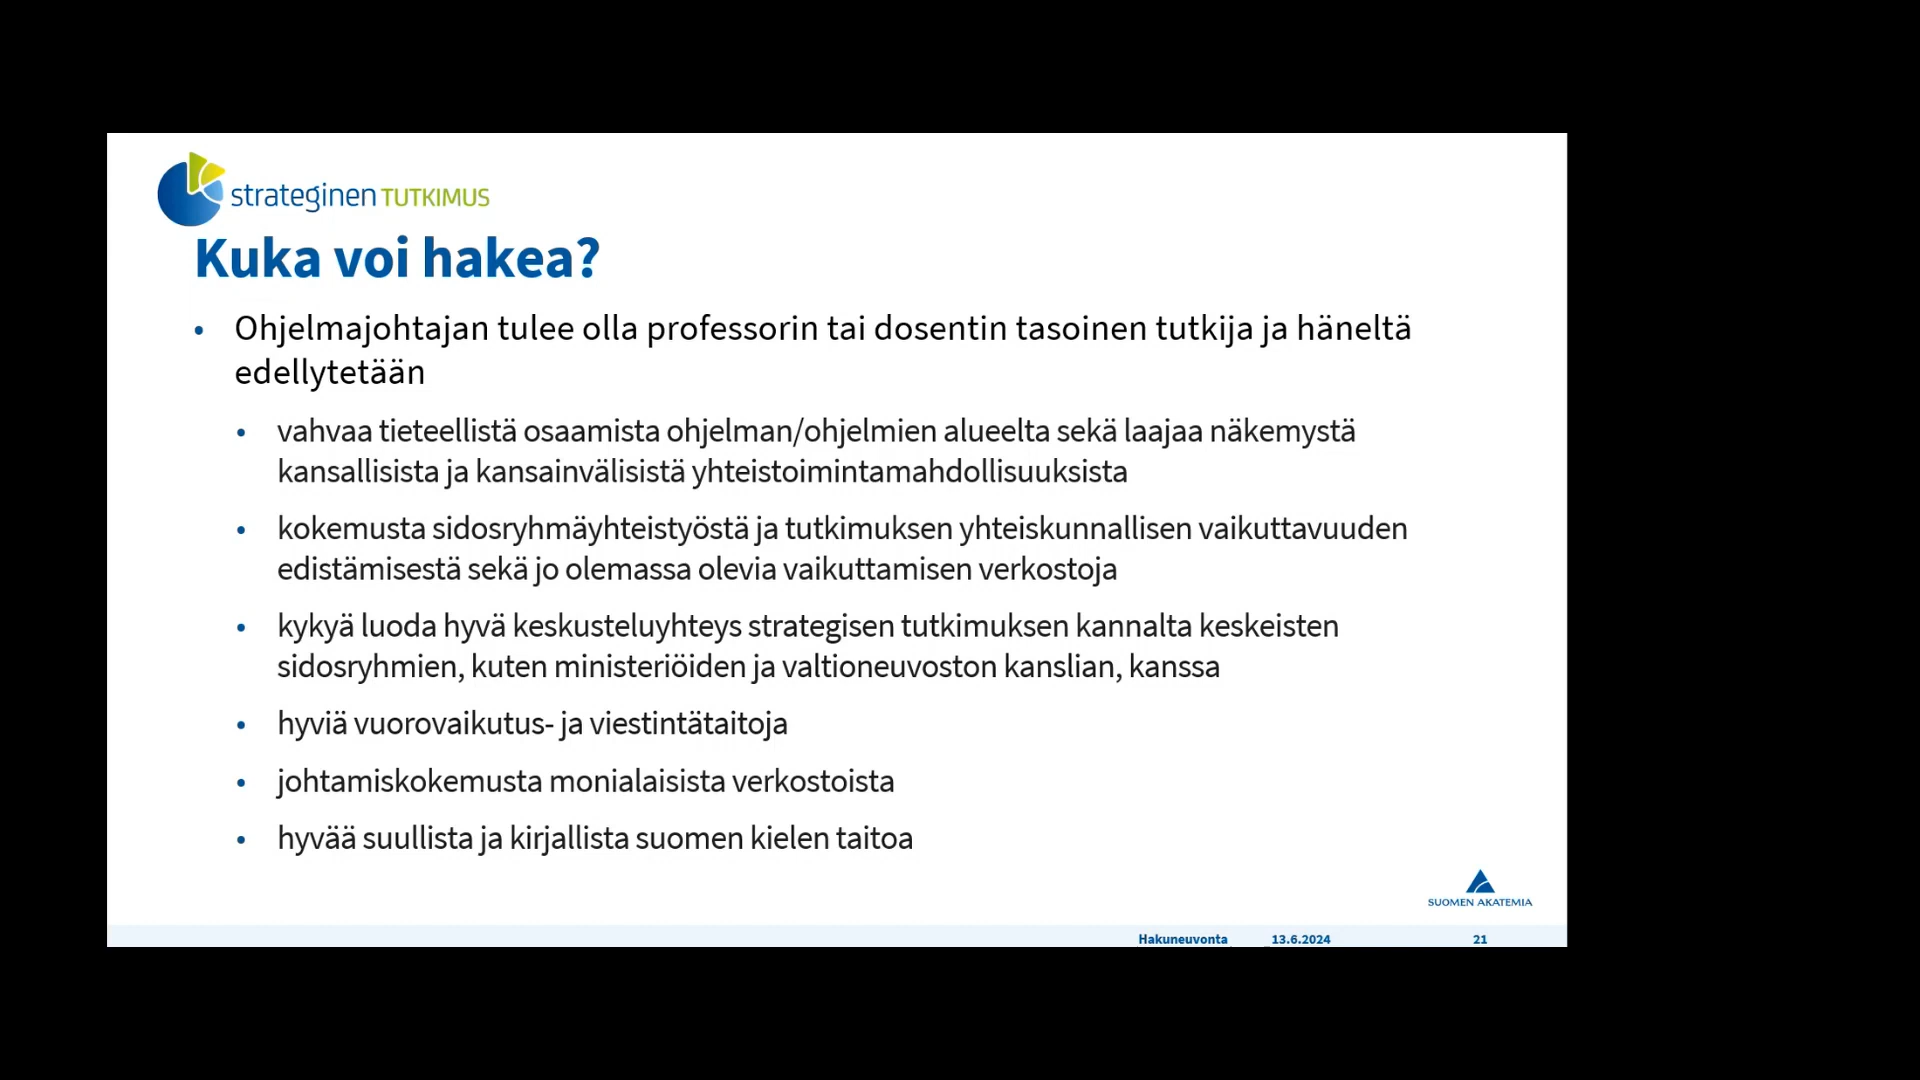 strateginen TUTKIMUS
Kuka voi hakea?
• Ohjelmajohtajan tulee olla professorin tai dosentin tasoinen tutkija ja häneltä
edellytetään
• vahvaa tieteellistä osaamista ohjelman/ohjelmien alueelta sekä laajaa näkemystä
kansallisista ja kansainvälisistä yhteistoimintamahdollisuuksista
• kokemusta sidosryhmäyhteistyöstä ja tutkimuksen yhteiskunnallisen vaikuttavuuden
edistämisestä sekä jo olemassa olevia vaikuttamisen verkostoja
• kykyä luoda hyvä keskusteluyhteys strategisen tutkimuksen kannalta keskeisten
sidosryhmien, kuten ministeriöiden ja valtioneuvoston kanslian, kanssa
• hyviä vuorovaikutus- ja viestintätaitoja
• johtamiskokemusta monialaisista verkostoista
• hyvää suullista ja kirjallista suomen kielen taitoa
SUOMEN AKATEMIA
Hakuneuvonta 13.6.2024 21